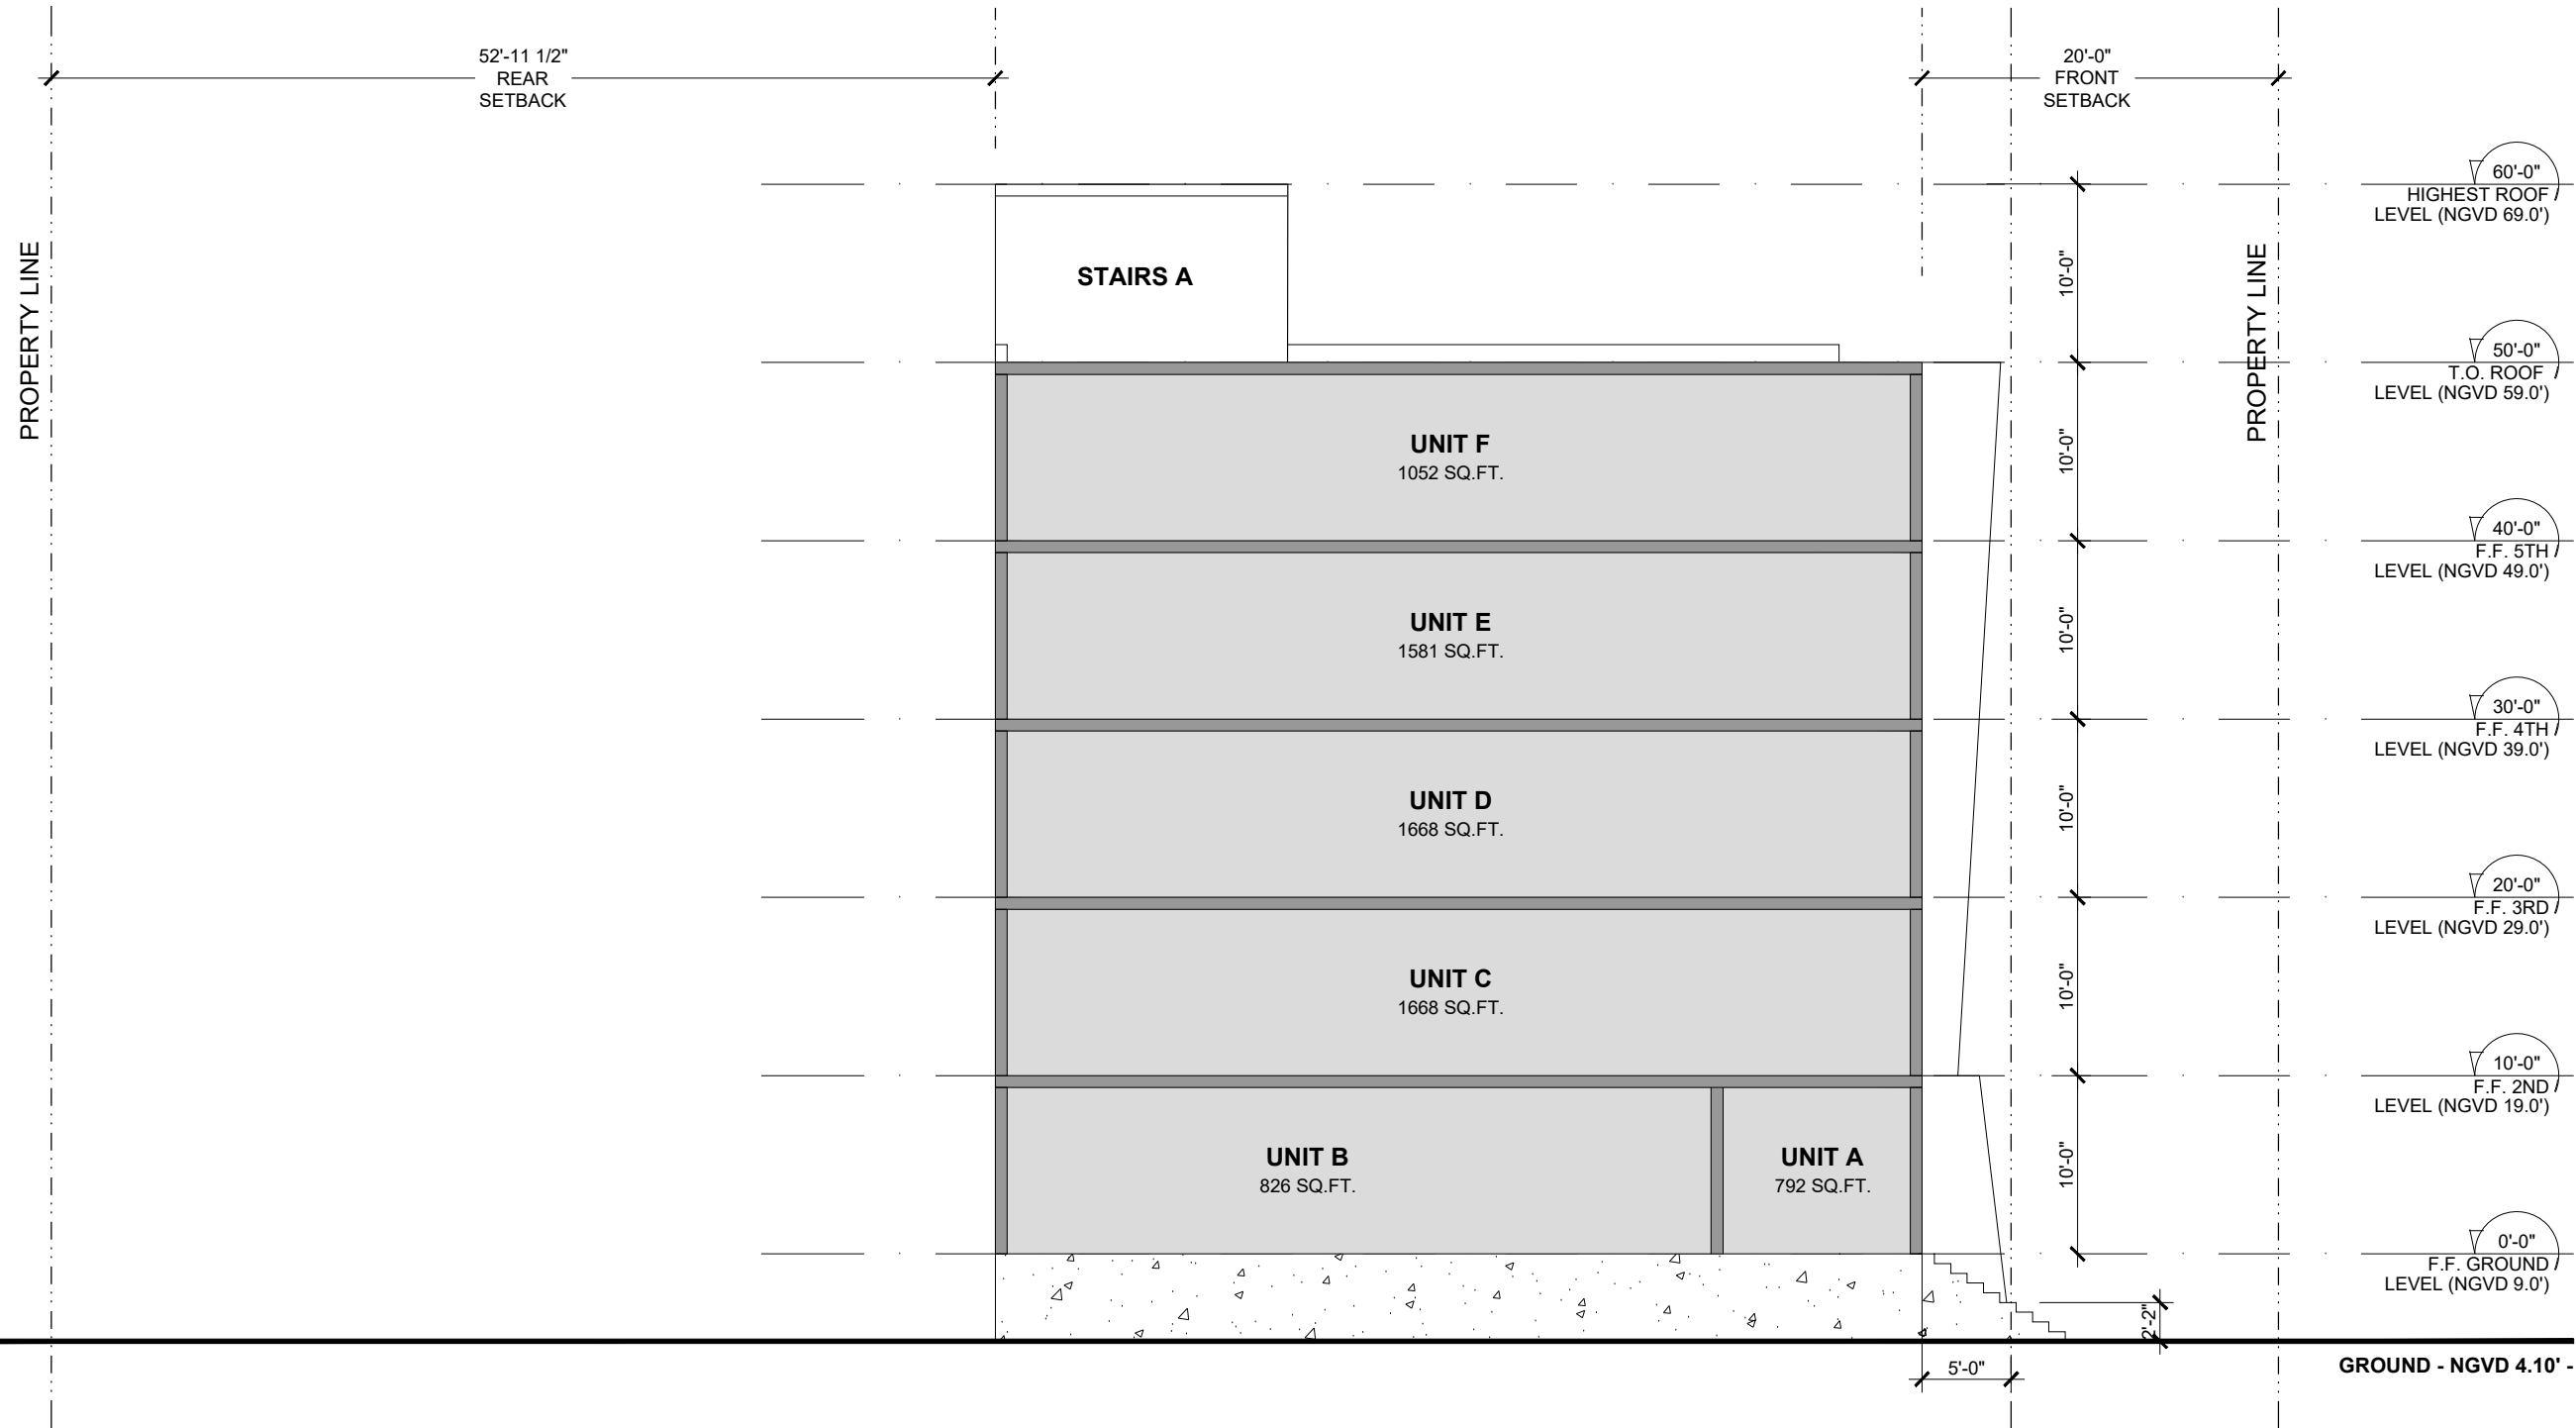 52'-11 1/2"
REAR
SETBACK
20'-0"
FRONT
SETBACK
60'-0"
HIGHEST ROOF
LEVEL (NGVD 69.0')
PROPERTY LINE
STAIRS A
10'-0"
PROPERTY LINE
50'-0"
T.O. ROOF
LEVEL (NGVD 59.0')
UNIT F
1052 SQ.FT.
10'-0"
40'-0"
F.F. 5TH
LEVEL (NGVD 49.0')
UNIT E
1581 SQ.FT.
10'-0"
30'-0"
F.F. 4TH
LEVEL (NGVD 39.0')
UNIT D
1668 SQ.FT.
10'-0"
20'-0"
F.F. 3RD
LEVEL (NGVD 29.0')
UNIT C
1668 SQ.FT.
10'-0"
10'-0"
F.F. 2ND
LEVEL (NGVD 19.0')
UNIT B
826 SQ.FT.
UNIT A
792 SQ.FT.
10'-0"
0'-0"
F.F. GROUND
LEVEL (NGVD 9.0')
2'-2"
5'-0"
GROUND - NGVD 4.10' -